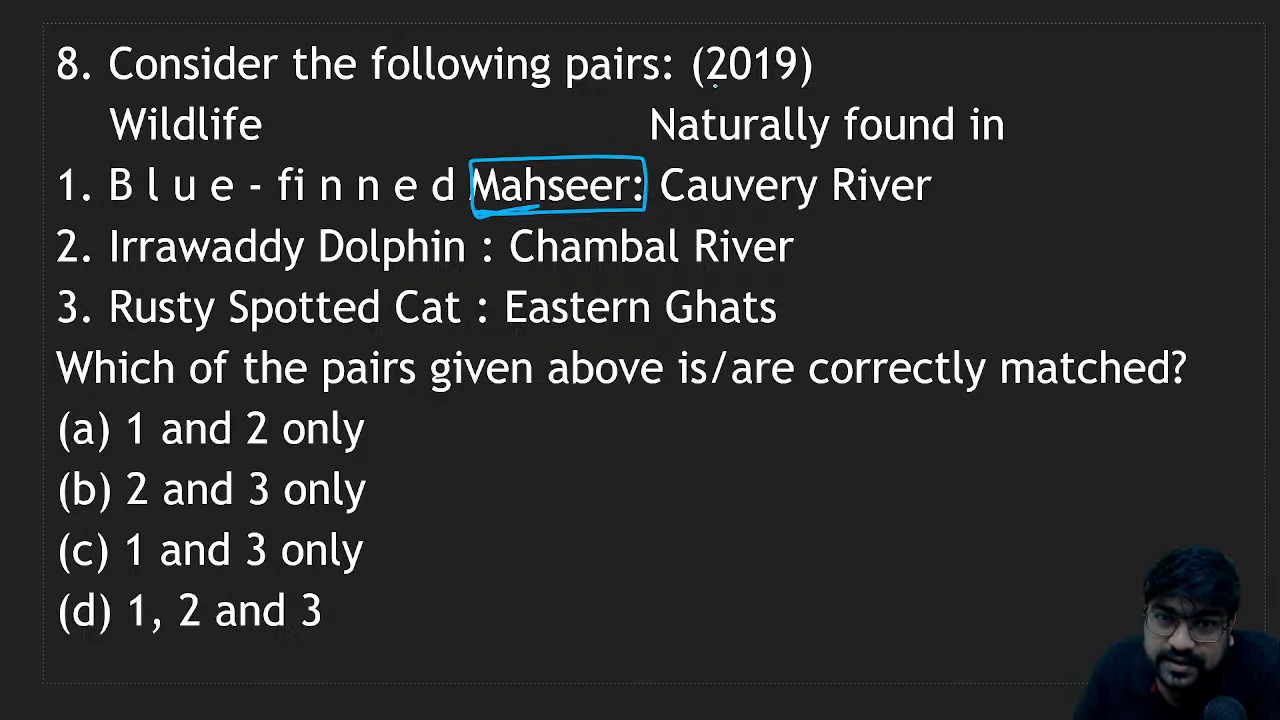 8. Consider the following pairs: (2019)
Wildlife Naturally found in
1. B l u e - fi n n e d Mahseer: Cauvery River
2. Irrawaddy Dolphin : Chambal River
3. Rusty Spotted Cat : Eastern Ghats
Which of the pairs given above is/are correctly matched?
(a) 1 and 2 only
(b) 2 and 3 only
(c) 1 and 3 only
(d) 1, 2 and 3